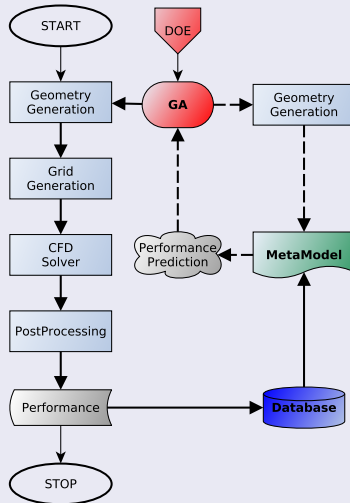 START
DOE
Geometry
Generation
GA
Geometry
Generation
Grid
Generation
CFD
Solver
Performance
Prediction
MetaModel
PostProcessing
Performance
Database
STOP